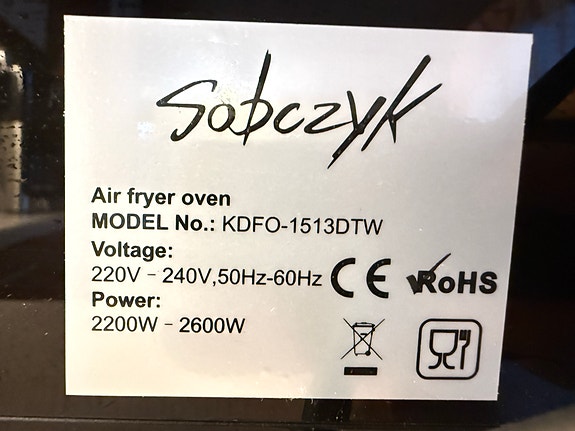 Sobczyk
Air fryer oven
MODEL No.: KDFO-1513DTW
Voltage:
220V - 240V,50Hz-60Hz CE RoHS
Power:
2200W - 2600W